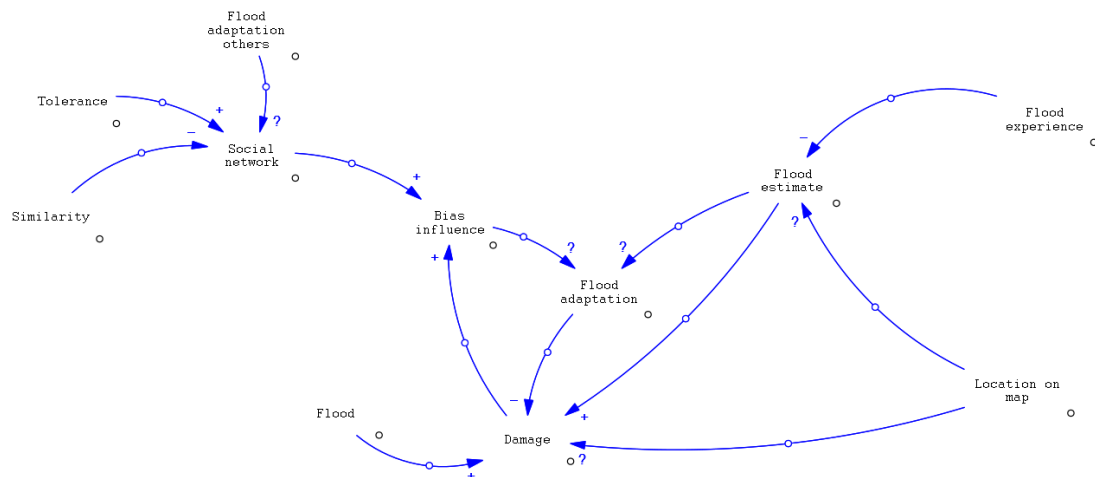 Flood
adaptation
others
Tolerance
+
−
?
Social
network
Similarity
+
Bias
influence
+
?
?
Flood
adaptation
Flood
experience
−
Flood
estimate
?
Location on
map
Flood
+
−
Damage
+
?